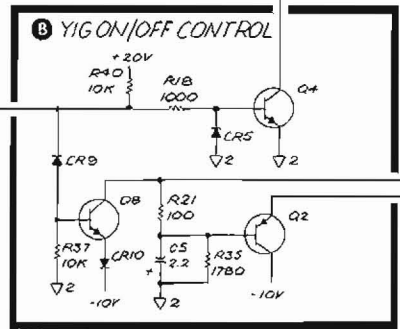 B YIG ON/OFF CONTROL
+20V
R40
10K
R18
1000
Q4
CR5
2
2
CR9
Q8
R21
100
Q2
R37
10K
CR10
C5
2.2
+
R35
1780
2
-10V
2
-10V